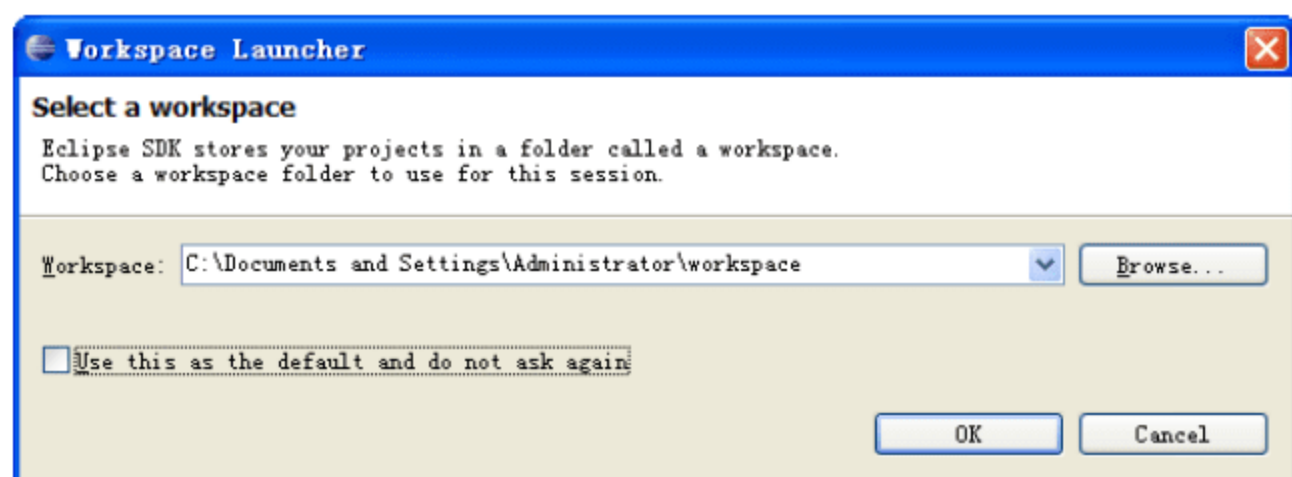 Workspace Launcher
Select a workspace
Eclipse SDK stores your projects in a folder called a workspace.
Choose a workspace folder to use for this session.
Workspace: C:\Documents and Settings\Administrator\workspace Browse...
Use this as the default and do not ask again
OK Cancel